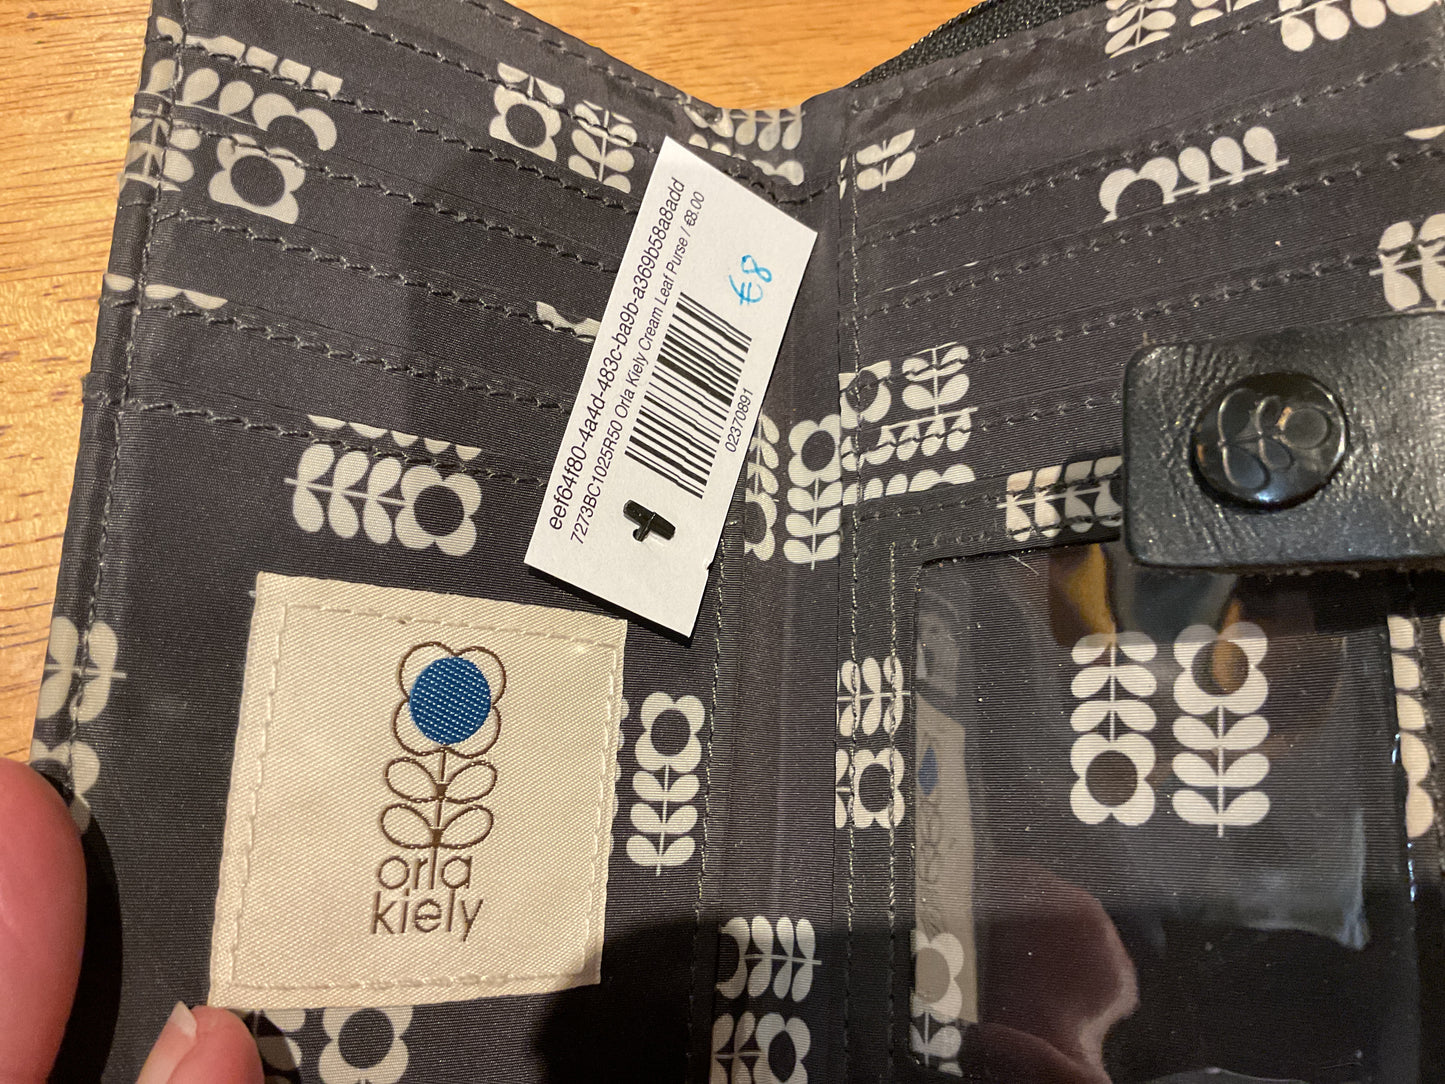 eef64f80-4a4d-483c-ba9b-a369b58a8add
7273BC1025R50 Orla Kiely Cream Leaf Purse / €8.00
€8
02370891
orla
kiely